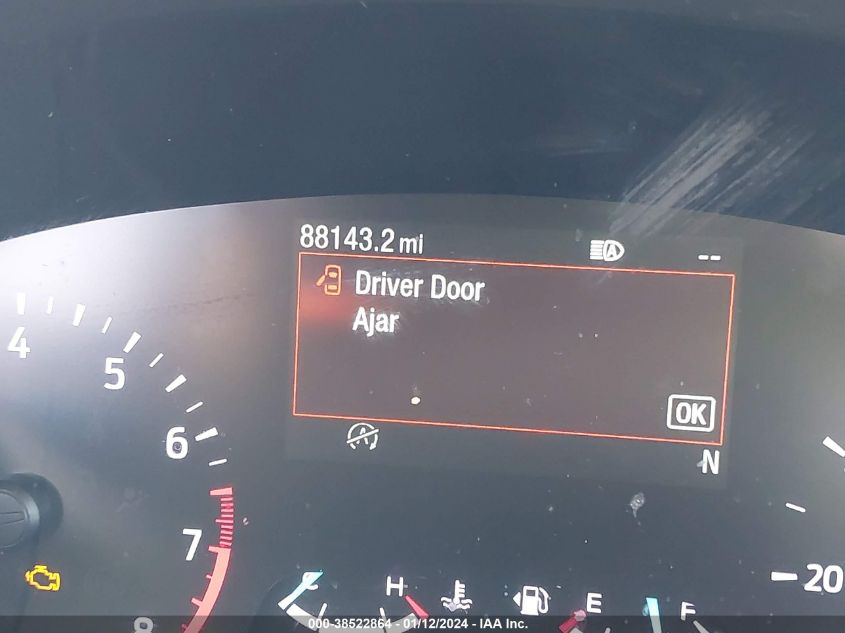 88143.2 mi
A
--
Driver Door
Ajar
OK
A
N
4
5
6
7
8
20
C
H
E
F
000-38522864 - 01/12/2024 - IAA Inc.